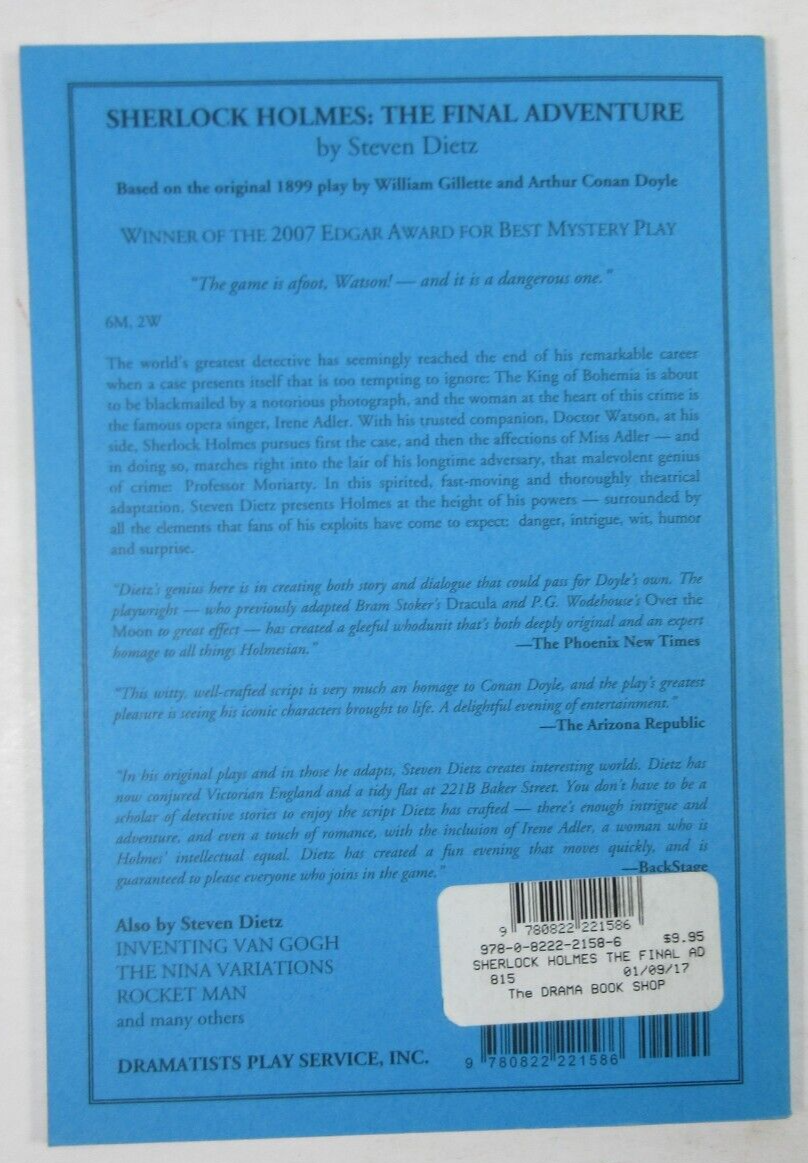 SHERLOCK HOLMES: THE FINAL ADVENTURE
by Steven Dietz
Based on the original 1899 play by William Gillette and Arthur Conan Doyle
WINNER OF THE 2007 EDGAR AWARD FOR BEST MYSTERY PLAY
"The game is afoot, Watson! — and it is a dangerous one."
6M, 2W
The world's greatest detective has seemingly reached the end of his remarkable career
when a case presents itself that is too tempting to ignore: The King of Bohemia is about
to be blackmailed by a notorious photograph, and the woman at the heart of this crime is
the famous opera singer, Irene Adler. With his trusted companion, Doctor Watson, at his
side, Sherlock Holmes pursues first the case, and then the affections of Miss Adler — and
in doing so, marches right into the lair of his longtime adversary, that malevolent genius
of crime: Professor Moriarty. In this spirited, fast-moving and thoroughly theatrical
adaptation, Steven Dietz presents Holmes at the height of his powers — surrounded by
all the elements that fans of his exploits have come to expect: danger, intrigue, wit, humor
and surprise.
"Dietz's genius here is in creating both story and dialogue that could pass for Doyle's own. The
playwright — who previously adapted Bram Stoker's Dracula and P.G. Wodehouse's Over the
Moon to great effect — has created a gleeful whodunit that's both deeply original and an expert
homage to all things Holmesian." —The Phoenix New Times
"This witty, well-crafted script is very much an homage to Conan Doyle, and the play's greatest
pleasure is seeing his iconic characters brought to life. A delightful evening of entertainment."
—The Arizona Republic
"In his original plays and in those he adapts, Steven Dietz creates interesting worlds. Dietz has
now conjured Victorian England and a tidy flat at 221B Baker Street. You don't have to be a
scholar of detective stories to enjoy the script Dietz has crafted — there's enough intrigue and
adventure, and even a touch of romance, with the inclusion of Irene Adler, a woman who is
Holmes' intellectual equal. Dietz has created a fun evening that moves quickly, and is
guaranteed to please everyone who joins in the game." —BackStage
Also by Steven Dietz
INVENTING VAN GOGH
THE NINA VARIATIONS
ROCKET MAN
and many others
DRAMATISTS PLAY SERVICE, INC.
9 780822 221586
978-0-8222-2158-6 $9.95
SHERLOCK HOLMES THE FINAL AD
815 01/09/17
The DRAMA BOOK SHOP
9 780822 221586